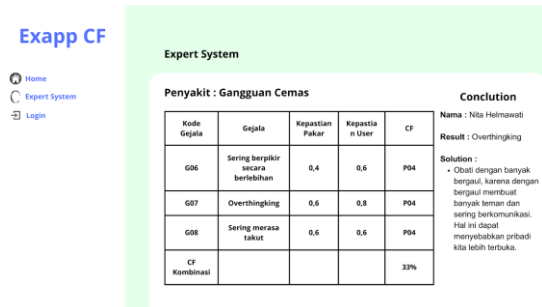 Exapp CF
Home
Expert System
Login
Expert System
Penyakit : Gangguan Cemas
Kode Gejala Gejala Kepastian Pakar Kepastia n User CF
G06 Sering berpikir secara berlebihan 0,4 0,6 P04
G07 Overthingking 0,6 0,8 P04
G08 Sering merasa takut 0,6 0,6 P04
CF Kombinasi 33%
Conclution
Nama : Nita Helmawati
Result : Overthingking
Solution :
• Obati dengan banyak
bergaul, karena dengan
bergaul membuat
banyak teman dan
sering berkomunikasi.
Hal ini dapat
menyebabkan pribadi
kita lebih terbuka.